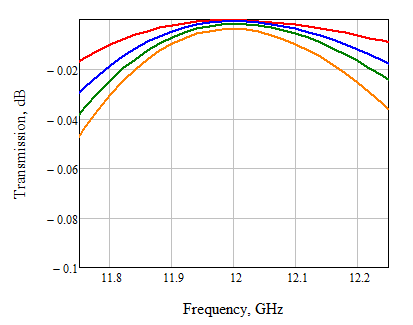 Transmission, dB
− 0.02
− 0.04
− 0.06
− 0.08
− 0.1
11.8 11.9 12 12.1 12.2
Frequency, GHz